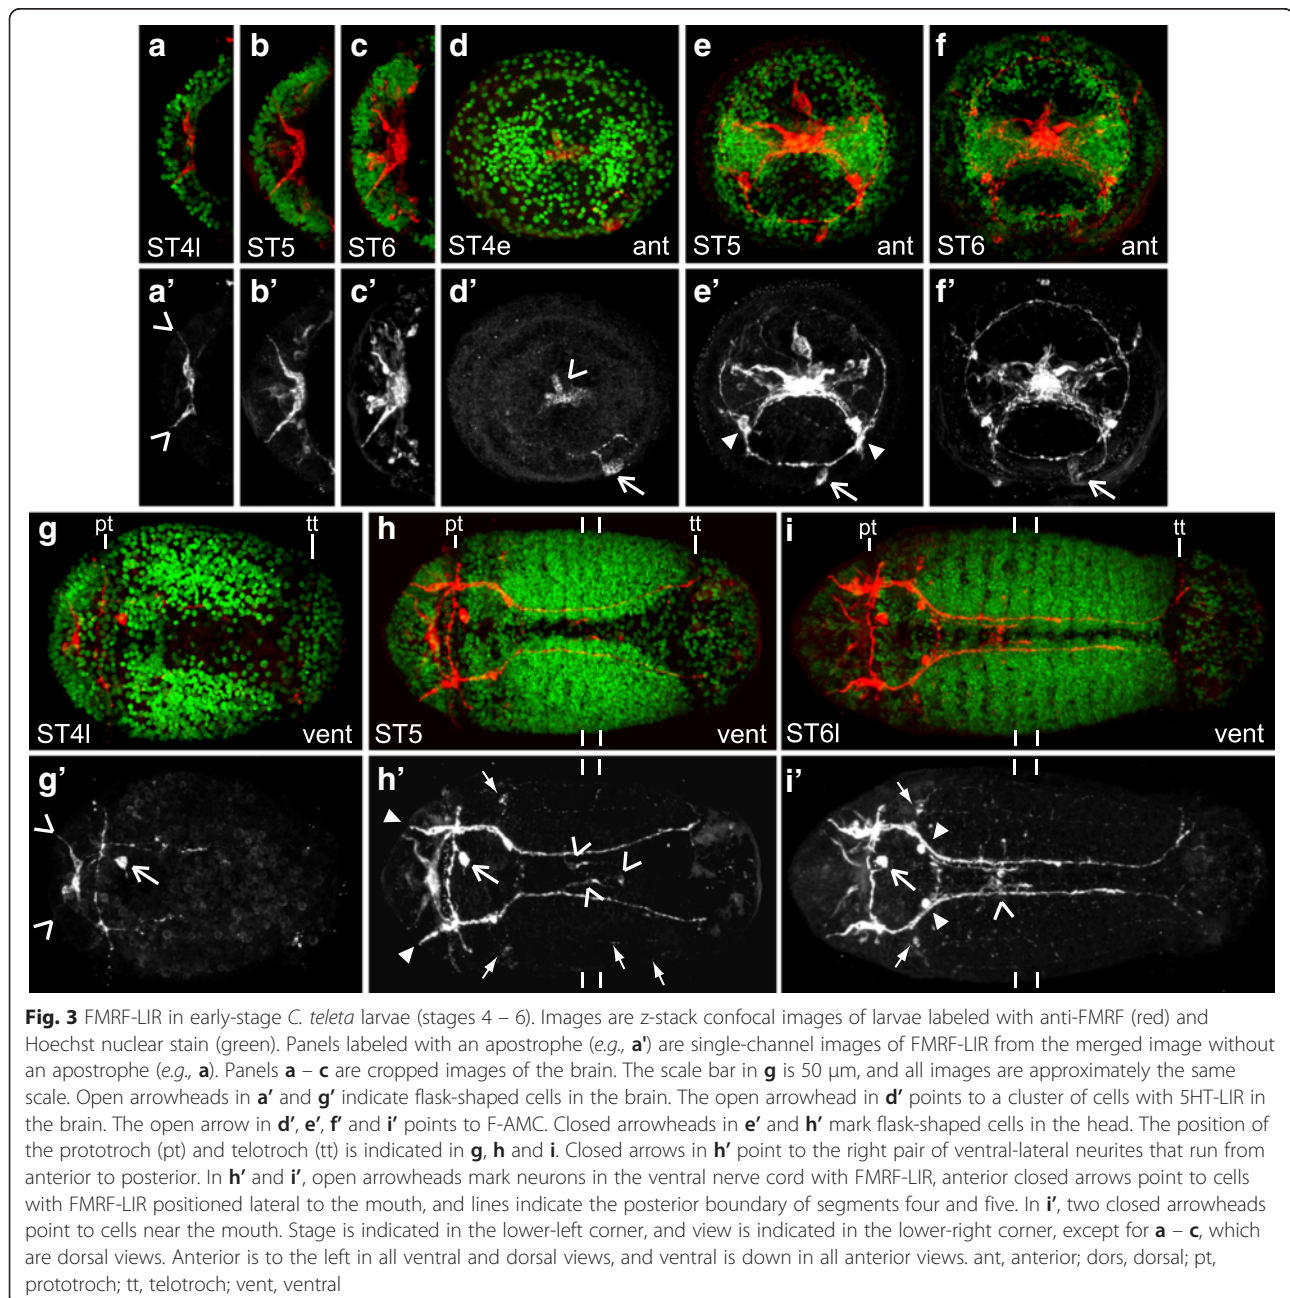 a b c d e f
ST4l ST5 ST6 ST4e ant ST5 ant ST6 ant
a' b' c' d' e' f'
g pt tt h pt tt i pt tt
ST4l vent ST5 vent ST6l vent
g' h' i'
Fig. 3 FMRF-LIR in early-stage C. teleta larvae (stages 4 – 6). Images are z-stack confocal images of larvae labeled with anti-FMRF (red) and
Hoechst nuclear stain (green). Panels labeled with an apostrophe (e.g., a') are single-channel images of FMRF-LIR from the merged image without
an apostrophe (e.g., a). Panels a – c are cropped images of the brain. The scale bar in g is 50 μm, and all images are approximately the same
scale. Open arrowheads in a′ and g′ indicate flask-shaped cells in the brain. The open arrowhead in d′ points to a cluster of cells with 5HT-LIR in
the brain. The open arrow in d′, e′, f′ and i′ points to F-AMC. Closed arrowheads in e′ and h′ mark flask-shaped cells in the head. The position of
the prototroch (pt) and telotroch (tt) is indicated in g, h and i. Closed arrows in h′ point to the right pair of ventral-lateral neurites that run from
anterior to posterior. In h′ and i′, open arrowheads mark neurons in the ventral nerve cord with FMRF-LIR, anterior closed arrows point to cells
with FMRF-LIR positioned lateral to the mouth, and lines indicate the posterior boundary of segments four and five. In i′, two closed arrowheads
point to cells near the mouth. Stage is indicated in the lower-left corner, and view is indicated in the lower-right corner, except for a – c, which
are dorsal views. Anterior is to the left in all ventral and dorsal views, and ventral is down in all anterior views. ant, anterior; dors, dorsal; pt,
prototroch; tt, telotroch; vent, ventral